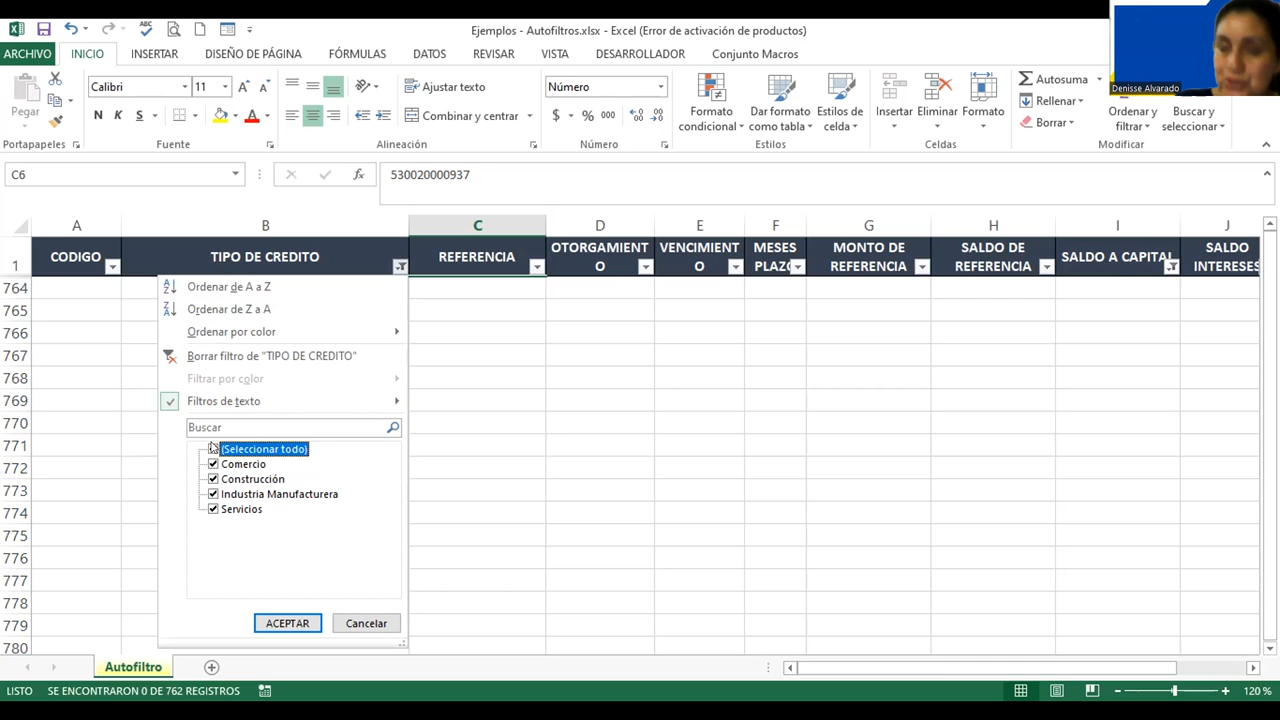 Ejemplos - Autofiltros.xlsx - Excel (Error de activación de productos)
ARCHIVO INICIO INSERTAR DISEÑO DE PÁGINA FÓRMULAS DATOS REVISAR VISTA DESARROLLADOR Conjunto Macros
Denisse Alvarado
Pegar
Calibri 11
N K S
Ajustar texto
Combinar y centrar
Número
$ % 000
Formato condicional
Dar formato como tabla
Estilos de celda
Insertar
Eliminar
Formato
Autosuma
Rellenar
Borrar
Ordenar y filtrar
Buscar y seleccionar
Portapapeles Fuente Alineación Número Estilos Celdas Modificar
C6 fx 530020000937
A B C D E F G H I J
1 CODIGO TIPO DE CREDITO REFERENCIA OTORGAMIENTO VENCIMIENTO MESES PLAZO MONTO DE REFERENCIA SALDO DE REFERENCIA SALDO A CAPITAL SALDO INTERESES
764
765
766
767
768
769
770
771
772
773
774
775
776
777
778
779
780
Ordenar de A a Z
Ordenar de Z a A
Ordenar por color
Borrar filtro de "TIPO DE CREDITO"
Filtrar por color
Filtros de texto
Buscar
(Seleccionar todo)
Comercio
Construcción
Industria Manufacturera
Servicios
ACEPTAR Cancelar
Autofiltro
LISTO SE ENCONTRARON 0 DE 762 REGISTROS 120 %